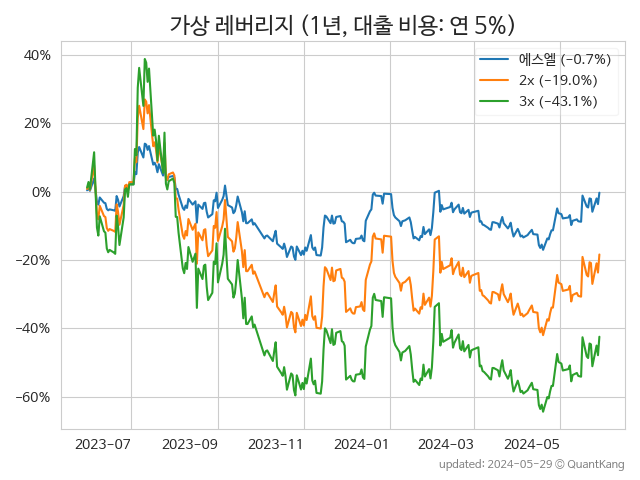 가상 레버리지 (1년, 대출 비용: 연 5%)
에스엘 (−0.7%)
2x (−19.0%)
3x (−43.1%)
40%
20%
0%
−20%
−40%
−60%
2023-07 2023-09 2023-11 2024-01 2024-03 2024-05
updated: 2024-05-29 © QuantKang